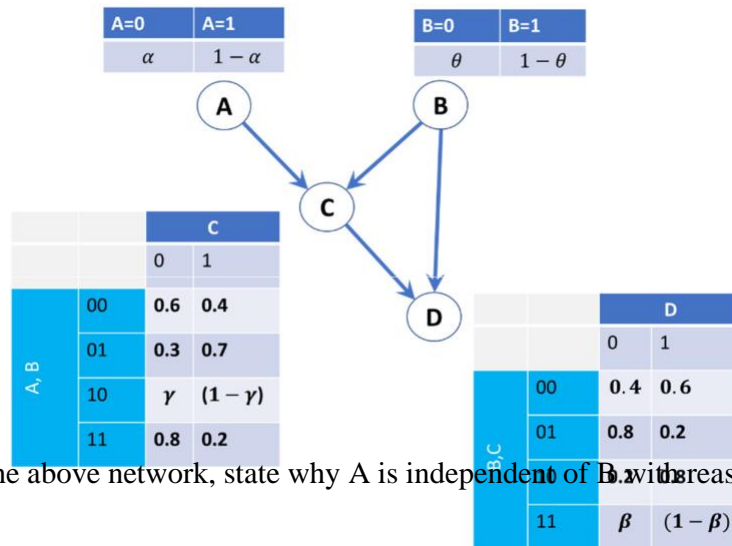 A=0 A=1
α 1 − α
B=0 B=1
θ 1 − θ
A
B
C
D
C
0 1
A, B
00 0.6 0.4
01 0.3 0.7
10 γ (1 − γ)
11 0.8 0.2
D
0 1
B,C
00 0.4 0.6
01 0.8 0.2
10
11 β (1 − β)
above network, state why A is independent of B with